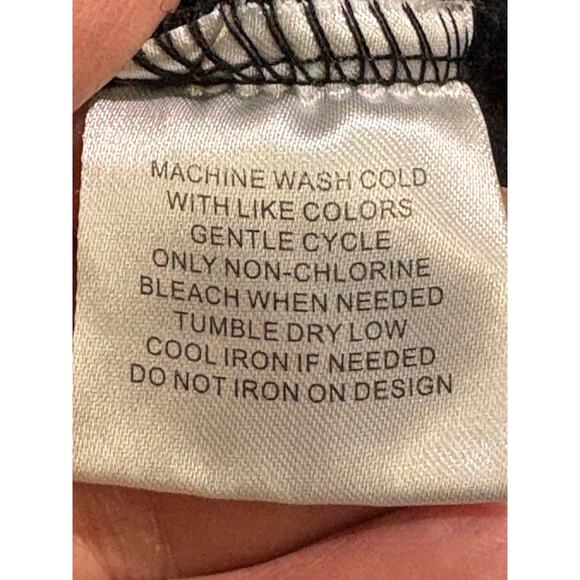 MACHINE WASH COLD
WITH LIKE COLORS
GENTLE CYCLE
ONLY NON-CHLORINE
BLEACH WHEN NEEDED
TUMBLE DRY LOW
COOL IRON IF NEEDED
DO NOT IRON ON DESIGN